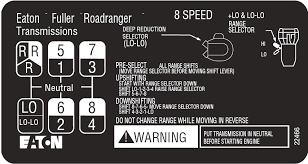 Eaton Fuller Roadranger
Transmissions
8 SPEED
+LO & LO-LO
DEEP REDUCTION
SELECTOR
(LO-LO)
RANGE
SELECTOR
HI
LO
R R 5 7
R 1 3
Neutral
LO 6 8
LO 2 4
EATON
PRE-SELECT ALL RANGE SHIFTS
(MOVE RANGE SELECTOR BEFORE MOVING SHIFT LEVER)
UPSHIFTING
START WITH RANGE SELECTOR DOWN
SHIFT LO-1-2-3-4 RAISE RANGE SELECTOR
SHIFT 5-6-7-8
DOWNSHIFTING
SHIFT 8-7-6-5 MOVE RANGE SELECTOR DOWN
SHIFT 4-3-2-1-LO
DO NOT CHANGE RANGE WHILE MOVING IN REVERSE
WARNING
PUT TRANSMISSION IN NEUTRAL
BEFORE STARTING ENGINE